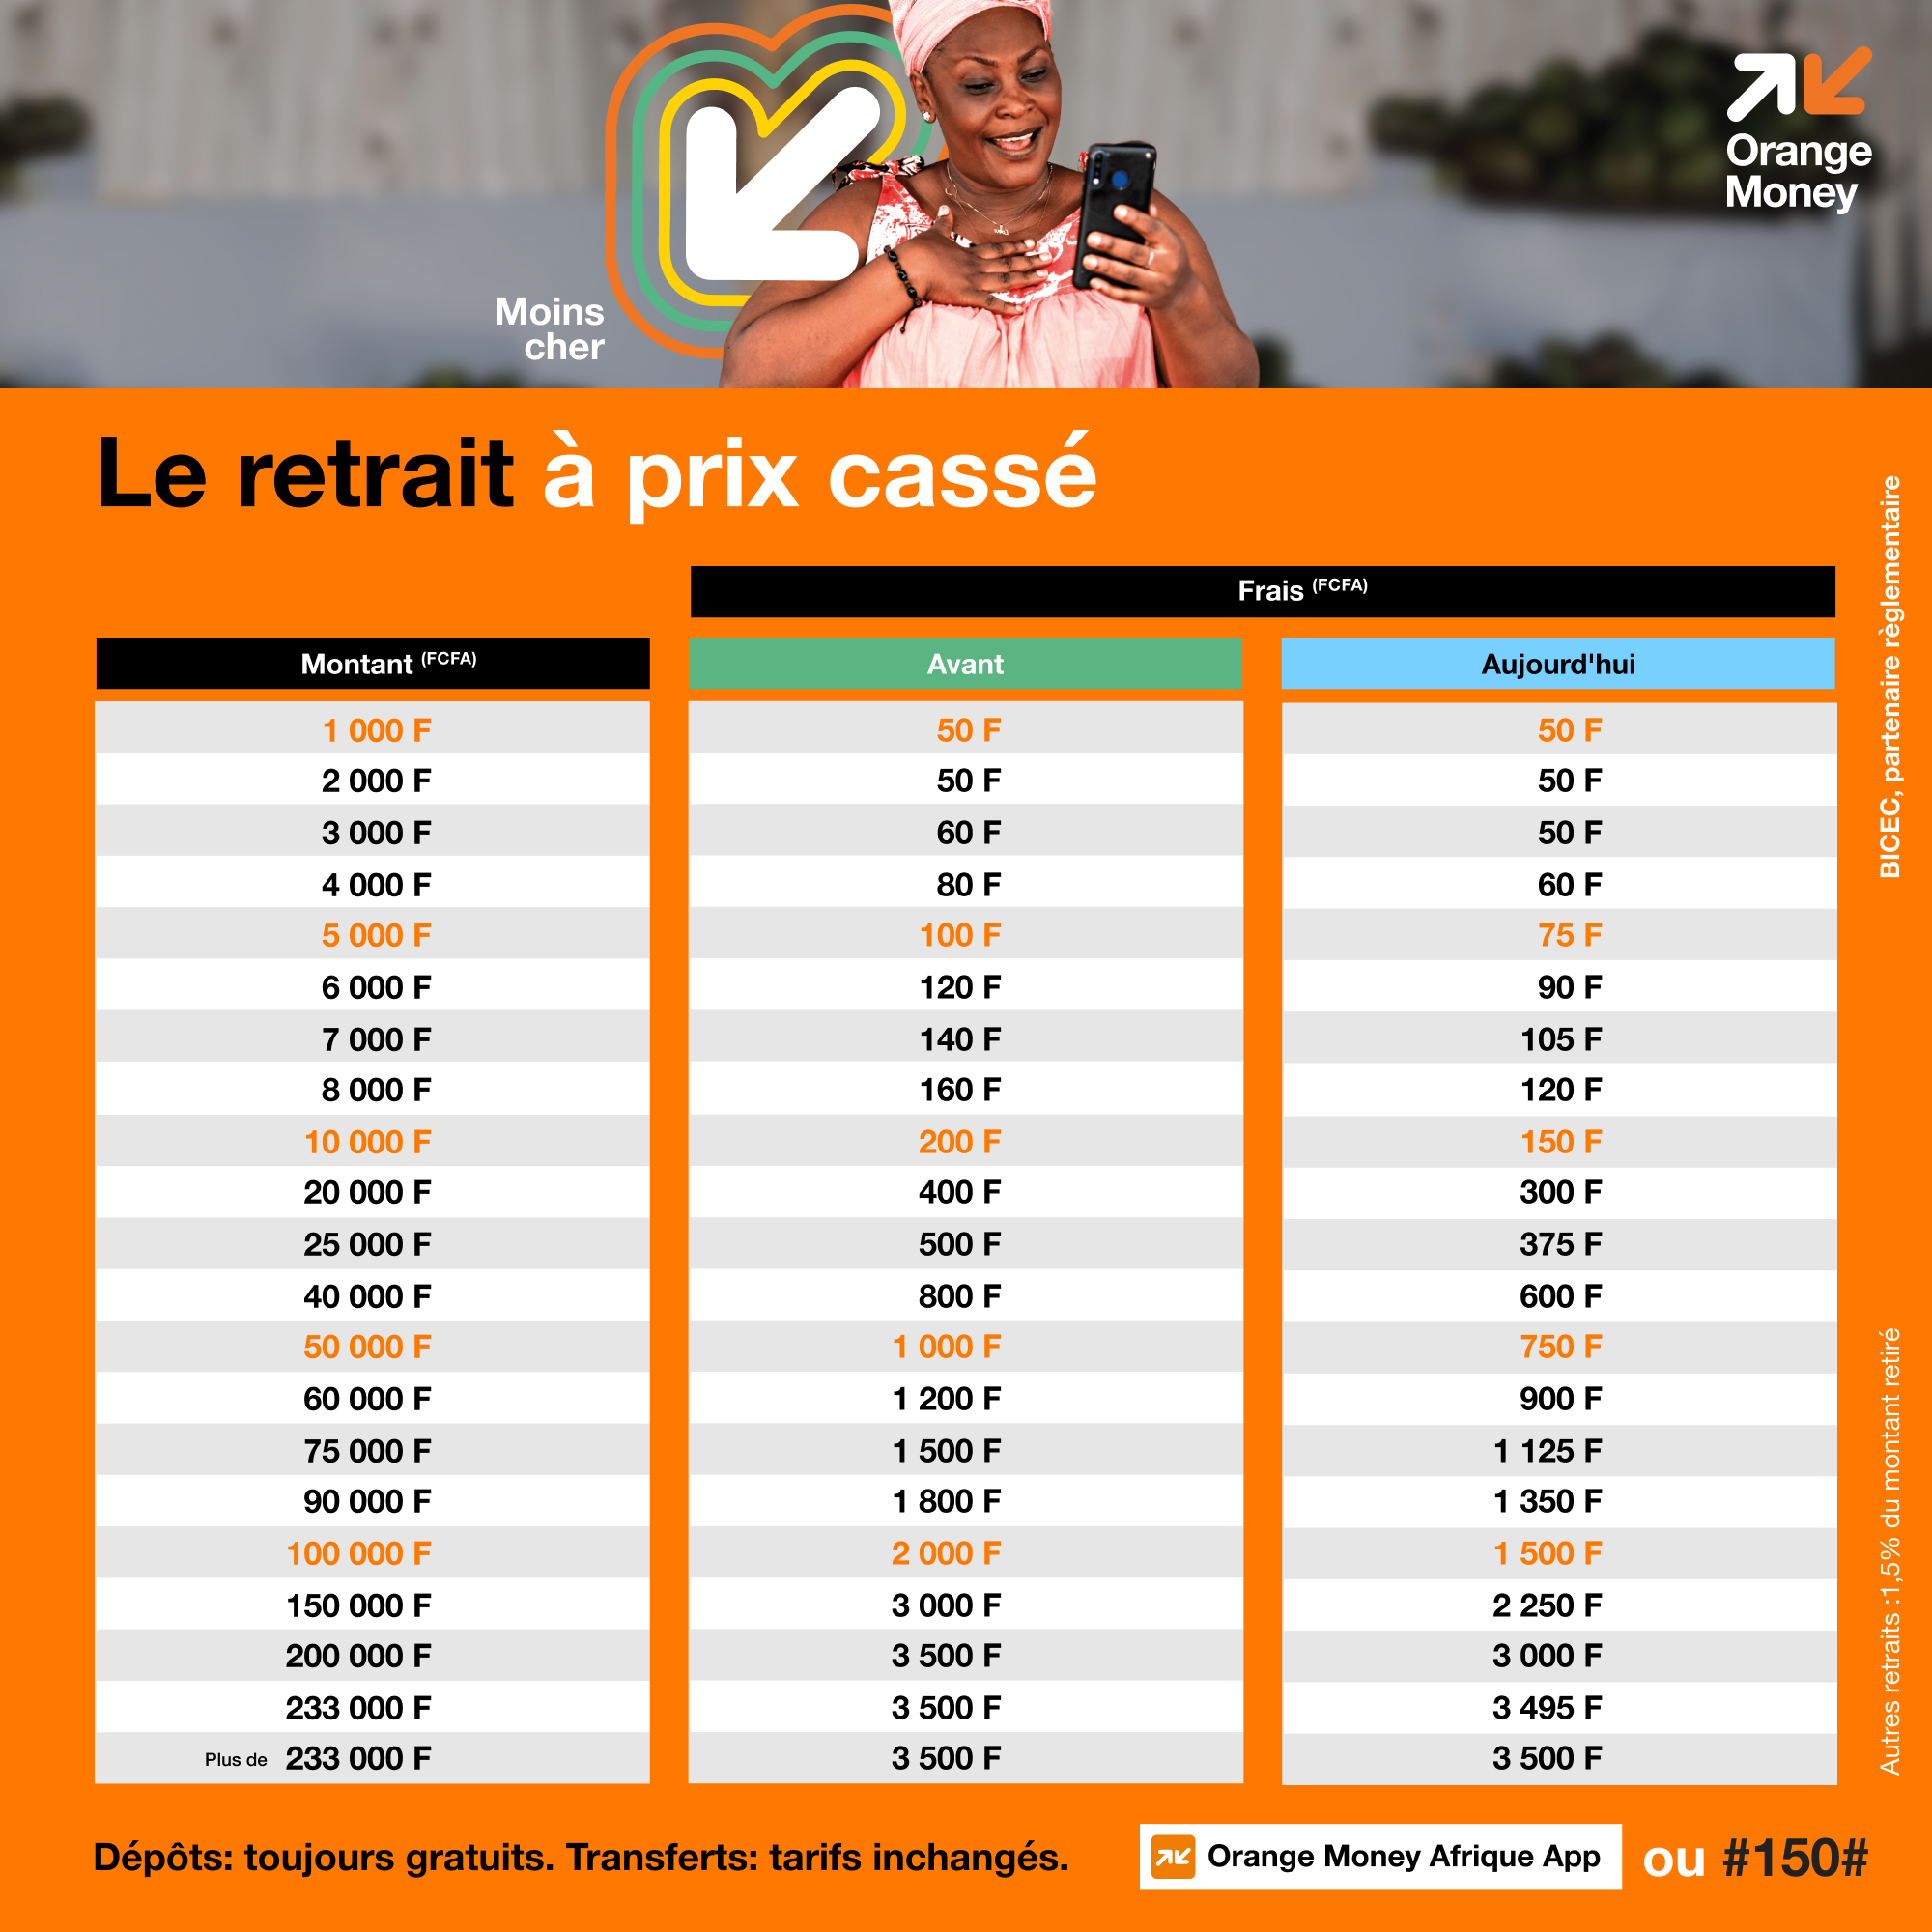 Orange
Money
Moins
cher
Le retrait à prix cassé
Frais (FCFA)
Montant (FCFA) Avant Aujourd'hui
1 000 F 50 F 50 F
2 000 F 50 F 50 F
3 000 F 60 F 50 F
4 000 F 80 F 60 F
5 000 F 100 F 75 F
6 000 F 120 F 90 F
7 000 F 140 F 105 F
8 000 F 160 F 120 F
10 000 F 200 F 150 F
20 000 F 400 F 300 F
25 000 F 500 F 375 F
40 000 F 800 F 600 F
50 000 F 1 000 F 750 F
60 000 F 1 200 F 900 F
75 000 F 1 500 F 1 125 F
90 000 F 1 800 F 1 350 F
100 000 F 2 000 F 1 500 F
150 000 F 3 000 F 2 250 F
200 000 F 3 500 F 3 000 F
233 000 F 3 500 F 3 495 F
Plus de 233 000 F 3 500 F 3 500 F
BICEC, partenaire règlementaire
Autres retraits :1,5% du montant retiré
Dépôts: toujours gratuits. Transferts: tarifs inchangés.
Orange Money Afrique App ou #150#